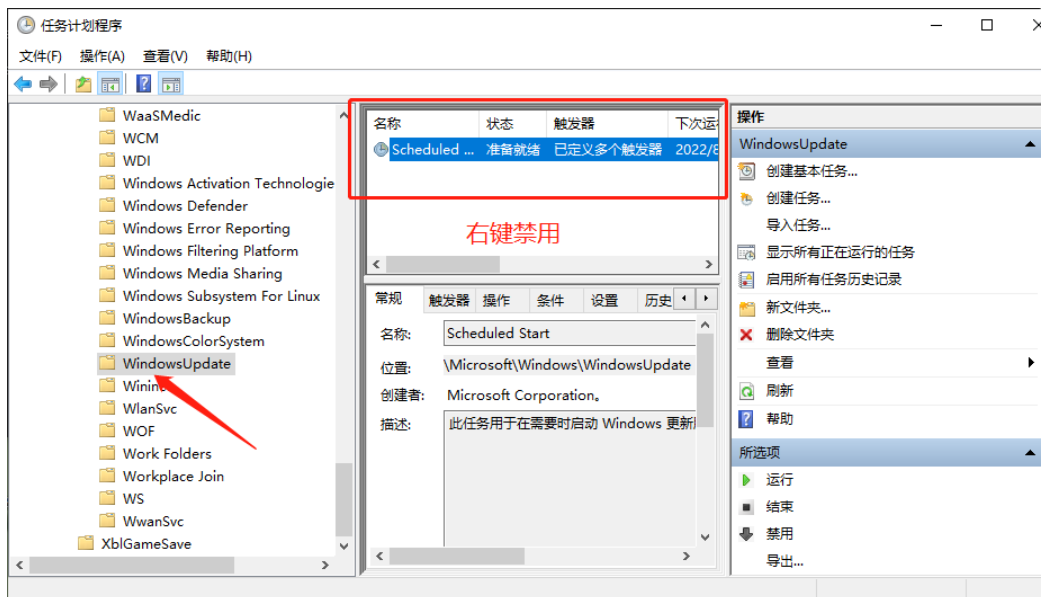 任务计划程序
文件(F) 操作(A) 查看(V) 帮助(H)
WaaSMedic
WCM
WDI
Windows Activation Technologie
Windows Defender
Windows Error Reporting
Windows Filtering Platform
Windows Media Sharing
Windows Subsystem For Linux
WindowsBackup
WindowsColorSystem
WindowsUpdate
Winine
WlanSvc
WOF
Work Folders
Workplace Join
WS
WwanSvc
XblGameSave
名称 状态 触发器 下次运
Scheduled ... 准备就绪 已定义多个触发器 2022/8
右键禁用
常规 触发器 操作 条件 设置 历史
名称: Scheduled Start
位置: \Microsoft\Windows\WindowsUpdate
创建者: Microsoft Corporation。
描述: 此任务用于在需要时启动 Windows 更新
操作
WindowsUpdate
创建基本任务...
创建任务...
导入任务...
显示所有正在运行的任务
启用所有任务历史记录
新文件夹...
删除文件夹
查看
刷新
帮助
所选项
运行
结束
禁用
导出...